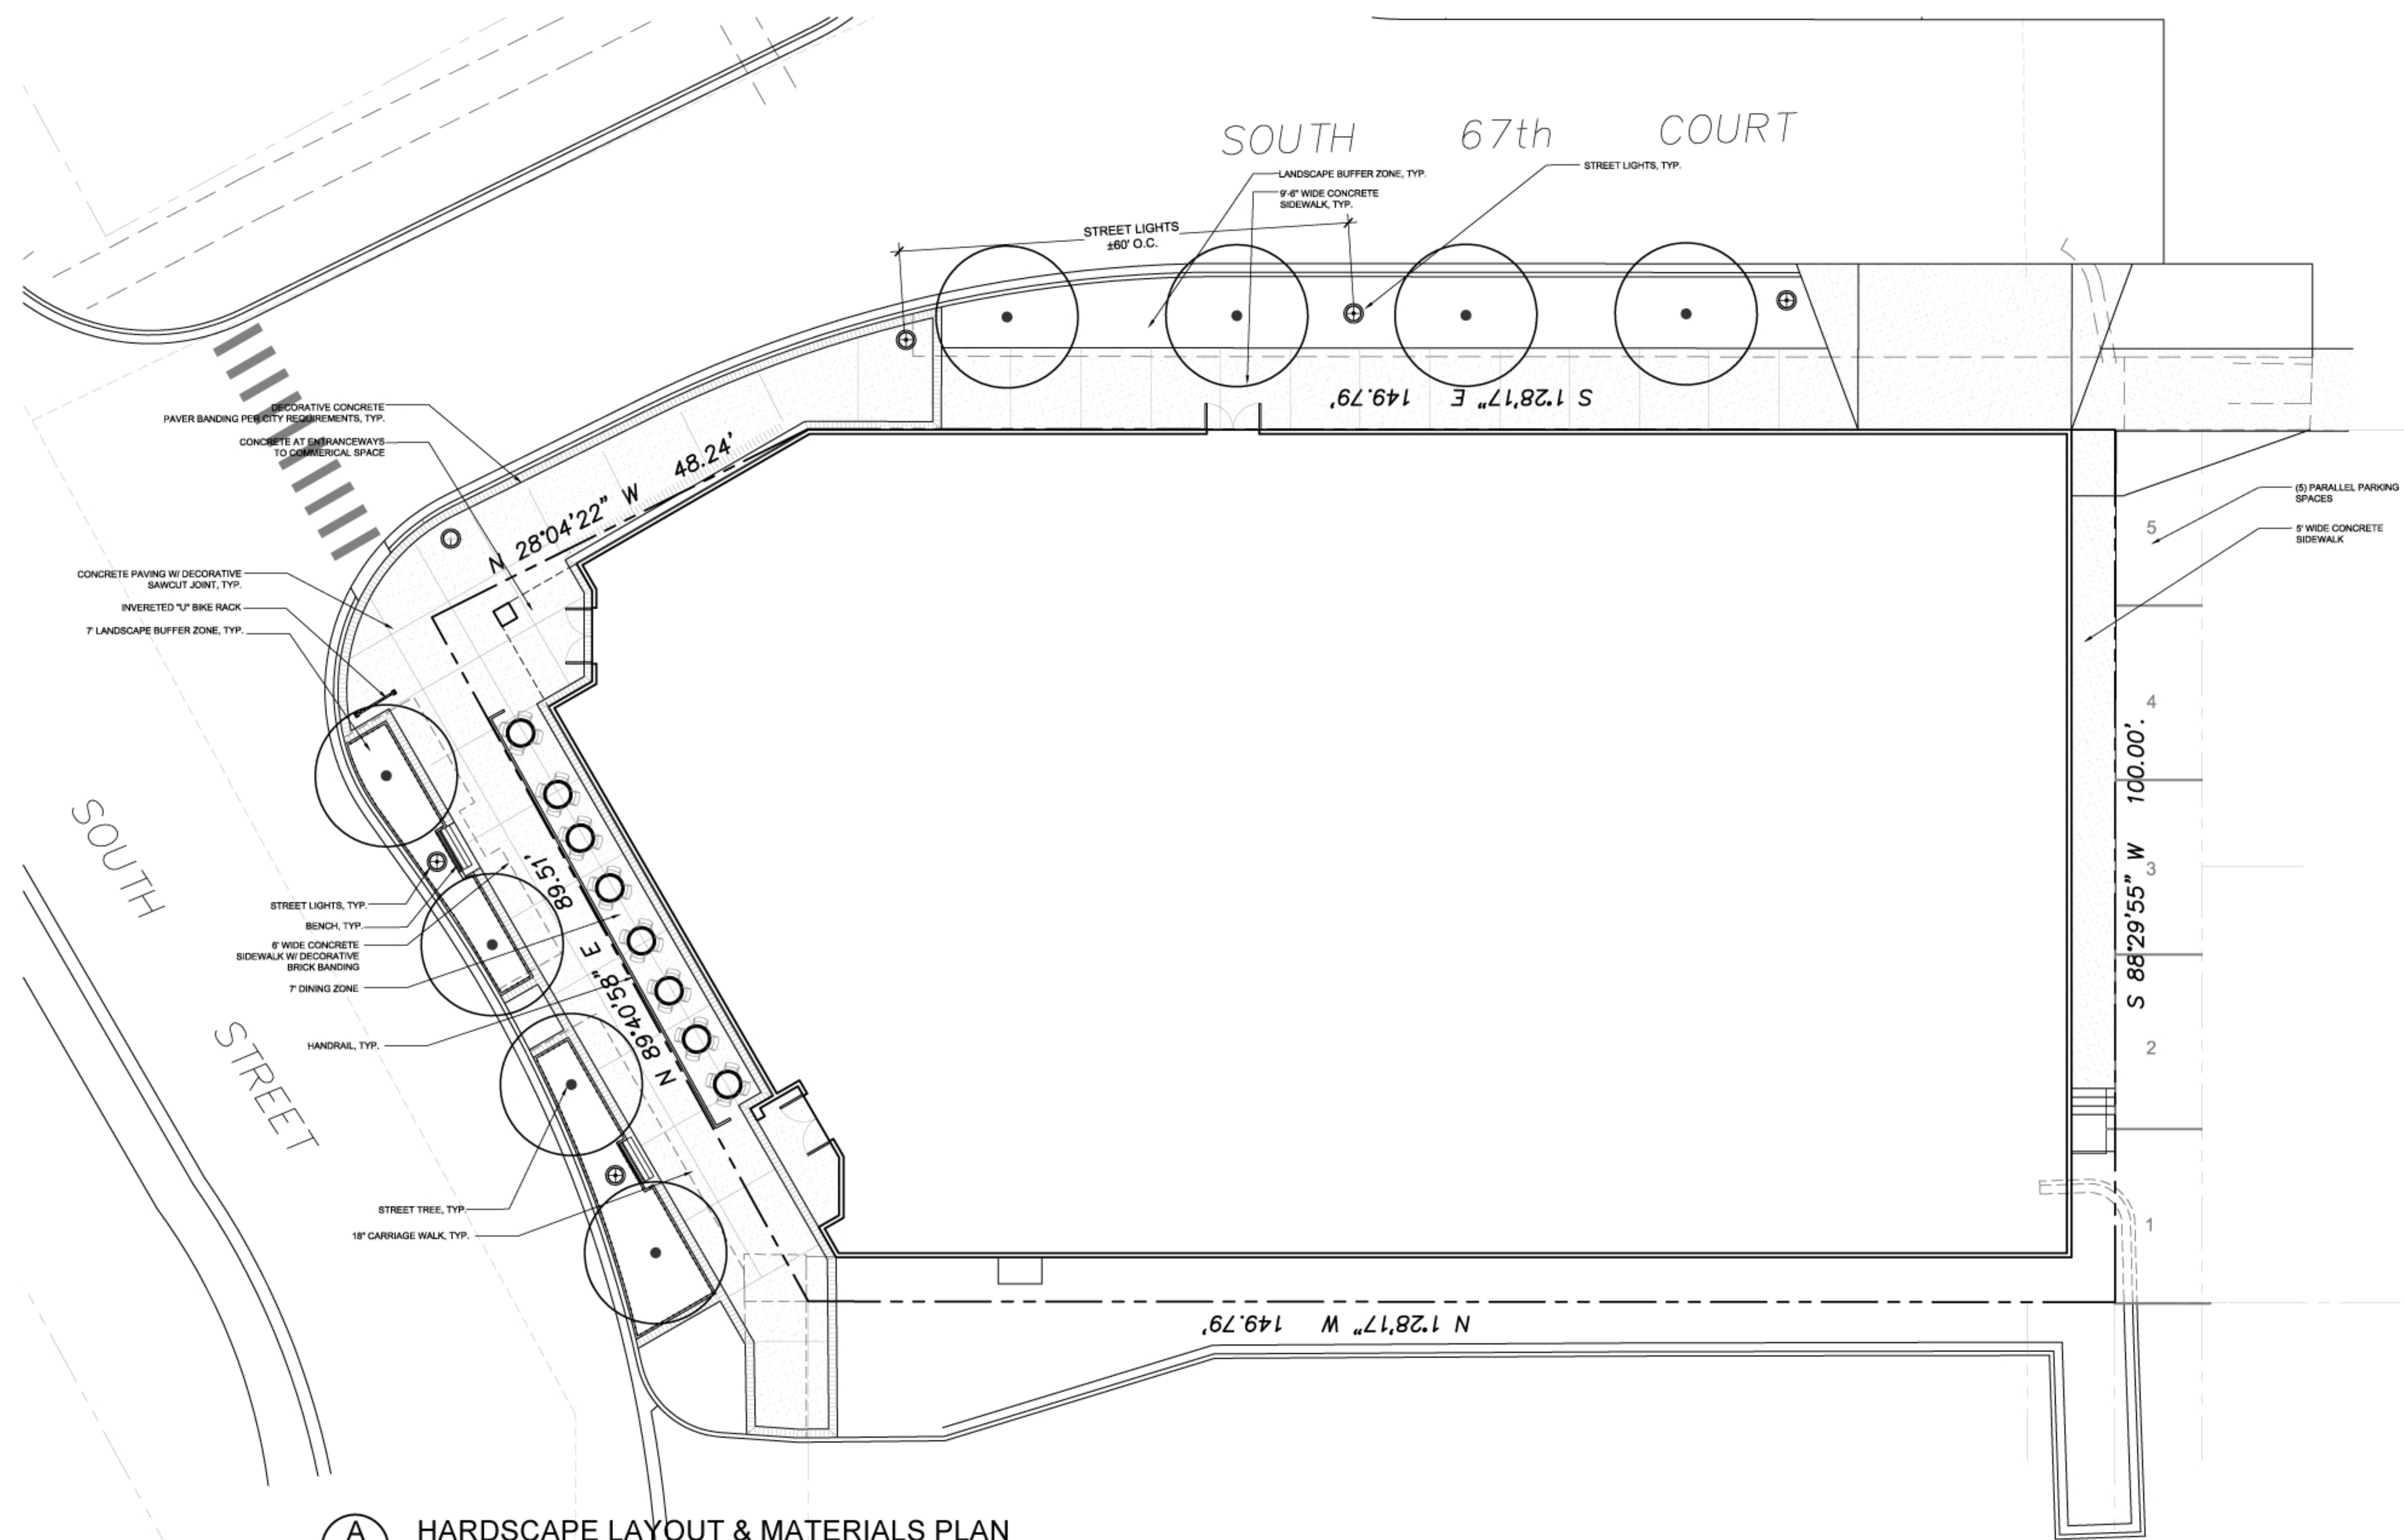 SOUTH 67th COURT
LANDSCAPE BUFFER ZONE, TYP.
STREET LIGHTS, TYP.
9'-6" WIDE CONCRETE
SIDEWALK, TYP.
STREET LIGHTS
±60' O.C.
S 1°28'17" E 149.79'
DECORATIVE CONCRETE
PAVER BANDING PER CITY REQUIREMENTS, TYP.
CONCRETE AT ENTRANCEWAYS
TO COMMERICAL SPACE
N 28°04'22" W 48.24'
(5) PARALLEL PARKING
SPACES
5' WIDE CONCRETE
SIDEWALK
5
4
3
2
1
S 88°29'55" W 100.00'.
CONCRETE PAVING W/ DECORATIVE
SAWCUT JOINT, TYP.
INVERETED "U" BIKE RACK
7' LANDSCAPE BUFFER ZONE, TYP.
SOUTH
STREET
N 89°40'58" E 89.51'
STREET LIGHTS, TYP.
BENCH, TYP.
6' WIDE CONCRETE
SIDEWALK W/ DECORATIVE
BRICK BANDING
7' DINING ZONE
HANDRAIL, TYP.
STREET TREE, TYP.
18" CARRIAGE WALK, TYP.
N 1°28'17" W 149.79'
A
HARDSCAPE LAYOUT & MATERIALS PLAN